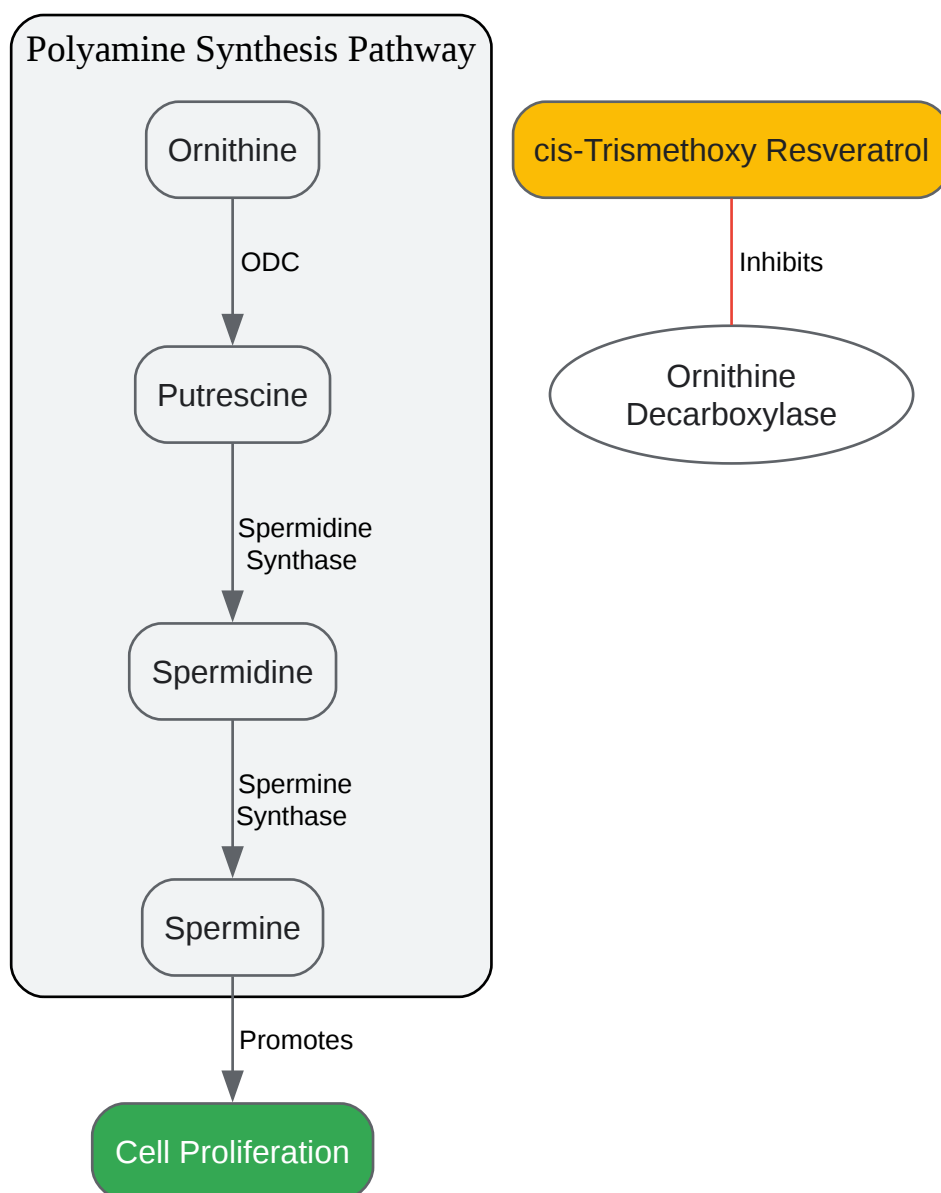 Polyamine Synthesis Pathway
Ornithine
ODC
Putrescine
Spermidine
Synthase
Spermidine
Spermine
Synthase
Spermine
Promotes
Cell Proliferation
cis-Trismethoxy Resveratrol
Inhibits
Ornithine
Decarboxylase